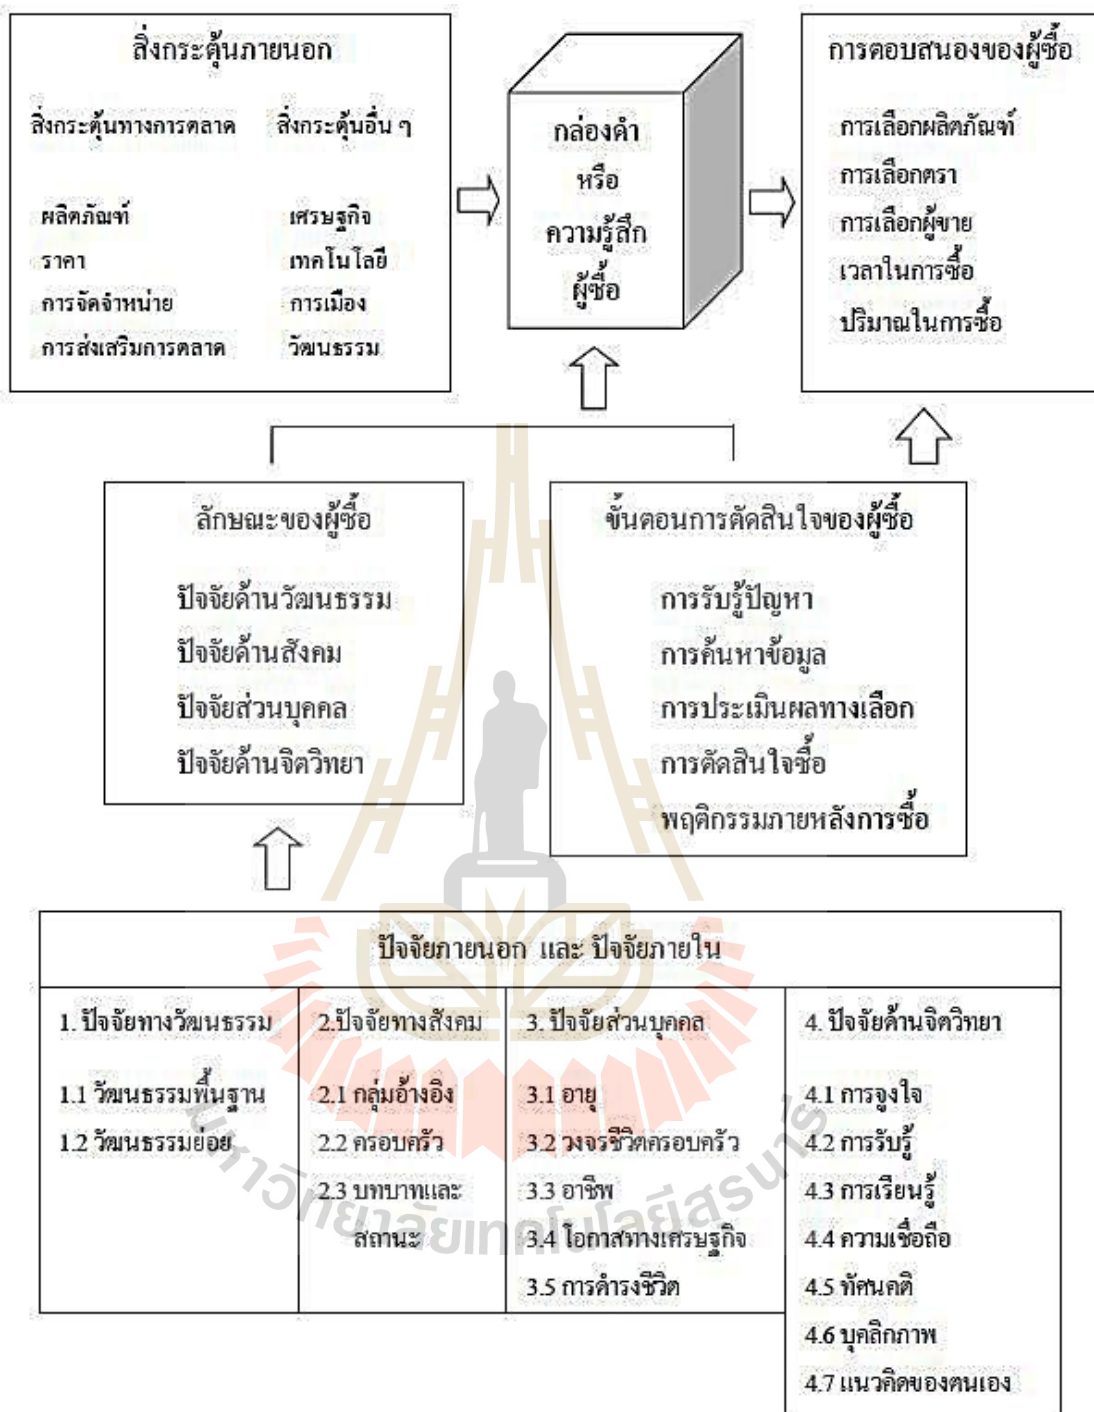 สิ่งกระตุ้นภายนอก
สิ่งกระตุ้นทางการตลาด สิ่งกระตุ้นอื่น ๆ
ผลิตภัณฑ์ เศรษฐกิจ
ราคา เทคโนโลยี
การจัดจำหน่าย การเมือง
การส่งเสริมการตลาด วัฒนธรรม
กล่องดำ
หรือ
ความรู้สึก
ผู้ซื้อ
การตอบสนองของผู้ซื้อ
การเลือกผลิตภัณฑ์
การเลือกตรา
การเลือกผู้ขาย
เวลาในการซื้อ
ปริมาณในการซื้อ
ลักษณะของผู้ซื้อ
ปัจจัยด้านวัฒนธรรม
ปัจจัยด้านสังคม
ปัจจัยส่วนบุคคล
ปัจจัยด้านจิตวิทยา
ขั้นตอนการตัดสินใจของผู้ซื้อ
การรับรู้ปัญหา
การค้นหาข้อมูล
การประเมินผลทางเลือก
การตัดสินใจซื้อ
พฤติกรรมภายหลังการซื้อ
ปัจจัยภายนอก และ ปัจจัยภายใน
1. ปัจจัยทางวัฒนธรรม
1.1 วัฒนธรรมพื้นฐาน
1.2 วัฒนธรรมย่อย
2.ปัจจัยทางสังคม
2.1 กลุ่มอ้างอิง
2.2 ครอบครัว
2.3 บทบาทและ
สถานะ
3. ปัจจัยส่วนบุคคล
3.1 อายุ
3.2 วงจรชีวิตครอบครัว
3.3 อาชีพ
3.4 โอกาสทางเศรษฐกิจ
3.5 การดำรงชีวิต
4. ปัจจัยด้านจิตวิทยา
4.1 การจูงใจ
4.2 การรับรู้
4.3 การเรียนรู้
4.4 ความเชื่อถือ
4.5 ทัศนคติ
4.6 บุคลิกภาพ
4.7 แนวคิดของตนเอง
มหาวิทยาลัยเทคโนโลยีสุรนารี